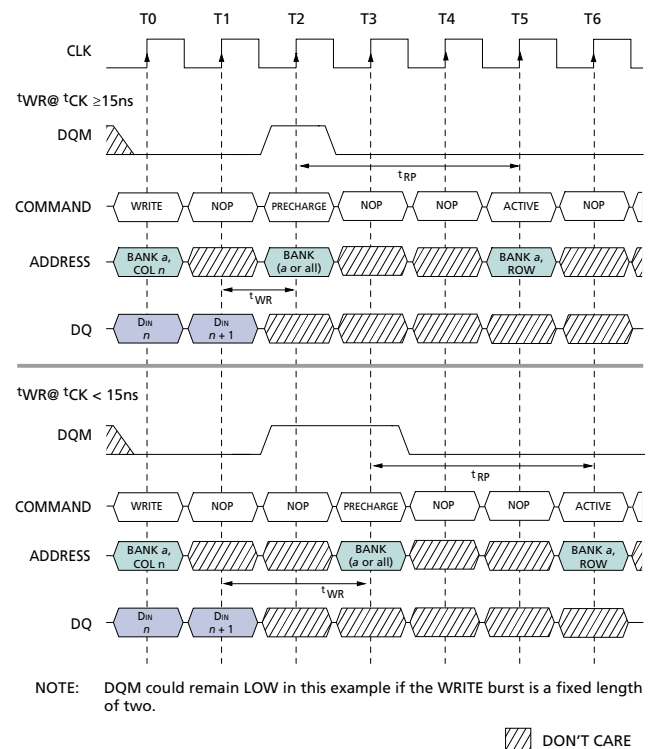 T0 T1 T2 T3 T4 T5 T6
CLK
tWR@ tCK ≥15ns
DQM
tRP
COMMAND WRITE NOP PRECHARGE NOP NOP ACTIVE NOP
ADDRESS BANK a, COL n BANK (a or all) BANK a, ROW
tWR
DQ DIN n DIN n + 1
tWR@ tCK < 15ns
DQM
tRP
COMMAND WRITE NOP NOP PRECHARGE NOP NOP ACTIVE
ADDRESS BANK a, COL n BANK (a or all) BANK a, ROW
tWR
DQ DIN n DIN n + 1
NOTE: DQM could remain LOW in this example if the WRITE burst is a fixed length
of two.
DON'T CARE